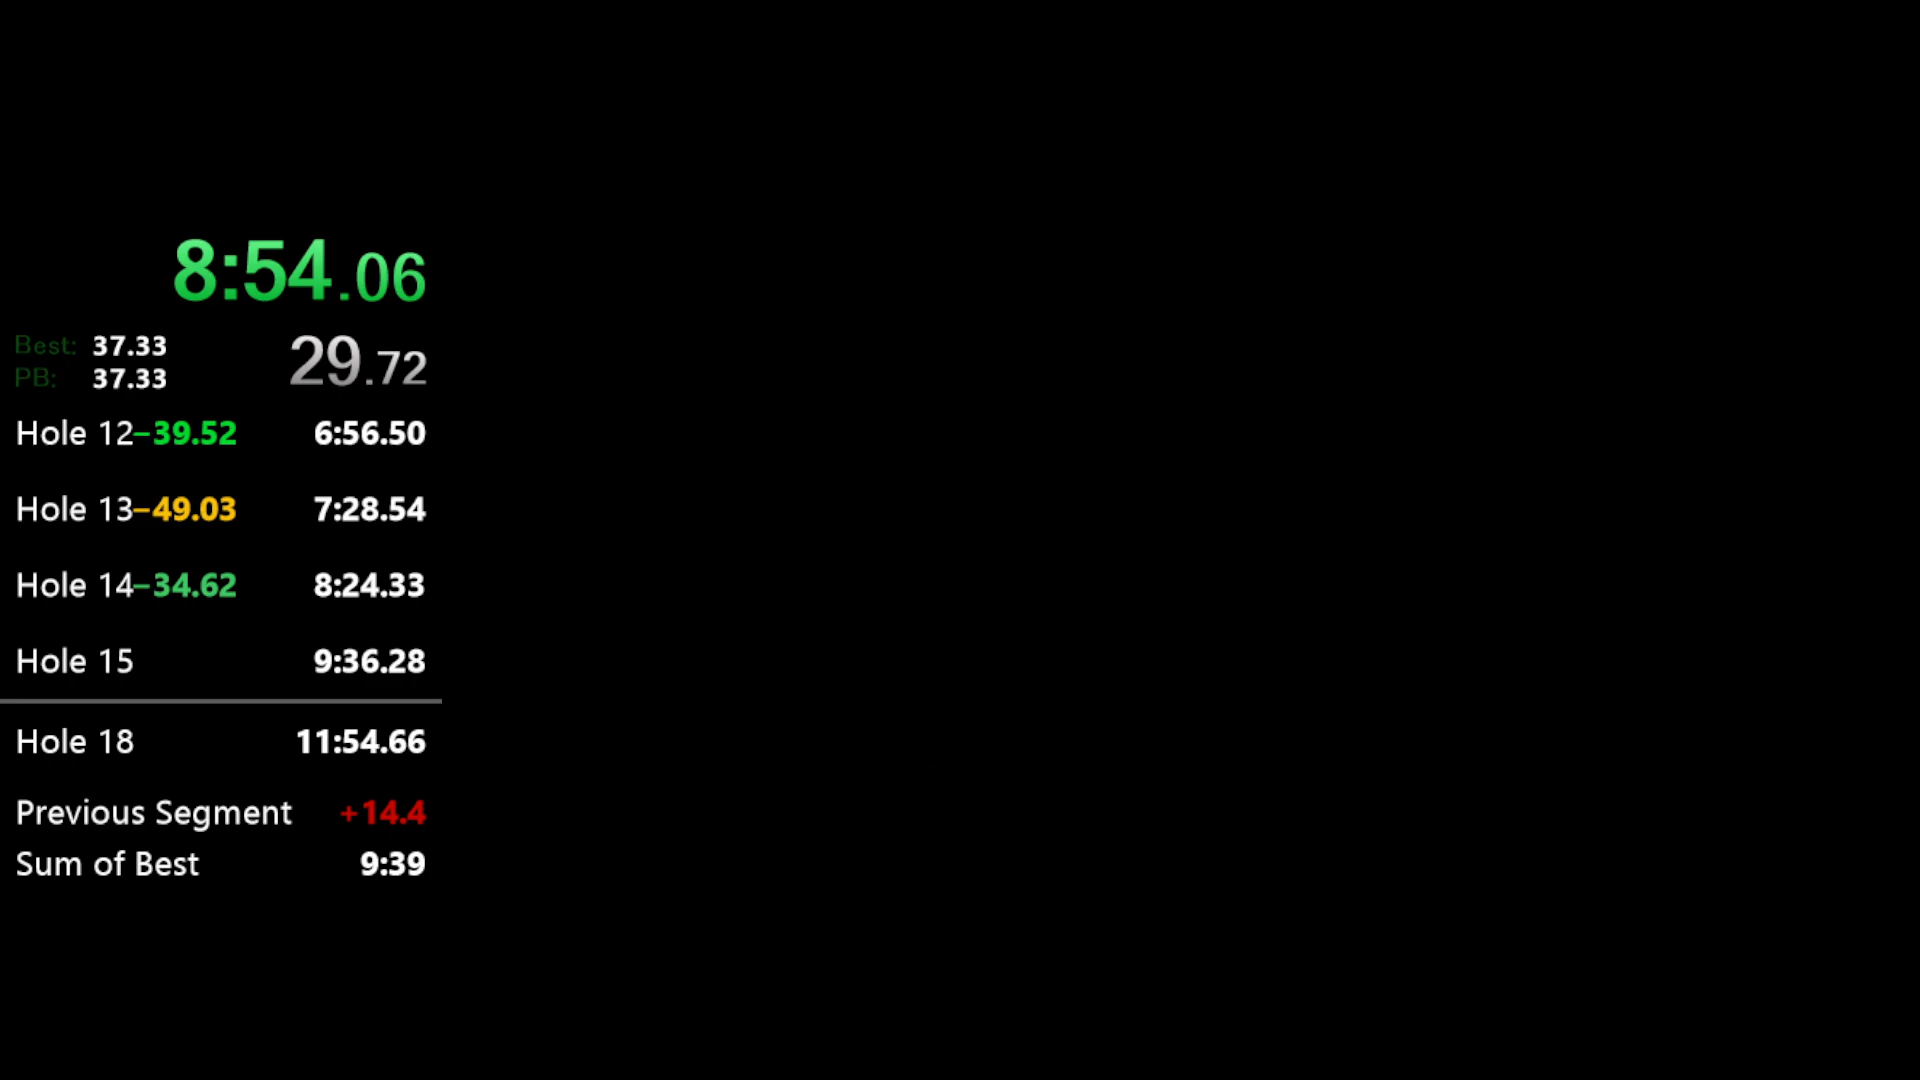 8:54.06
Best: 37.33 29.72
PB: 37.33
Hole 12 −39.52 6:56.50
Hole 13 −49.03 7:28.54
Hole 14 −34.62 8:24.33
Hole 15 9:36.28
Hole 18 11:54.66
Previous Segment +14.4
Sum of Best 9:39